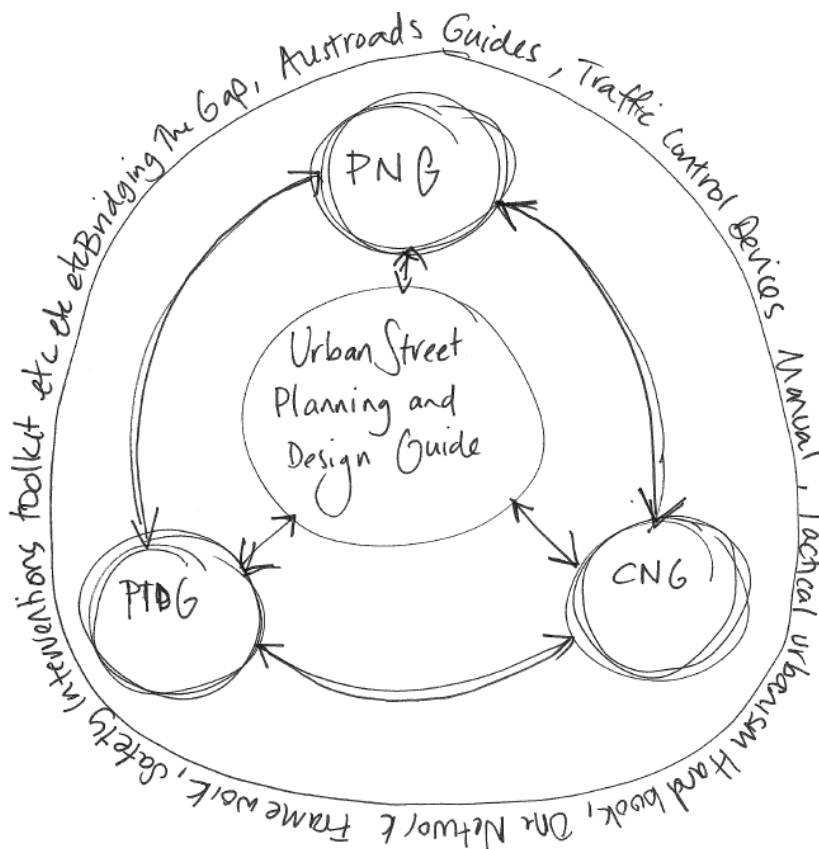 Bridging The Gap, Austroads Guides, Traffic Control Devices Manual, Tactical urbanism Handbook, One Network Framework, Safety Interventions toolkit etc etc etc
PNG
Urban Street
Planning and
Design Guide
PTDG
CNG